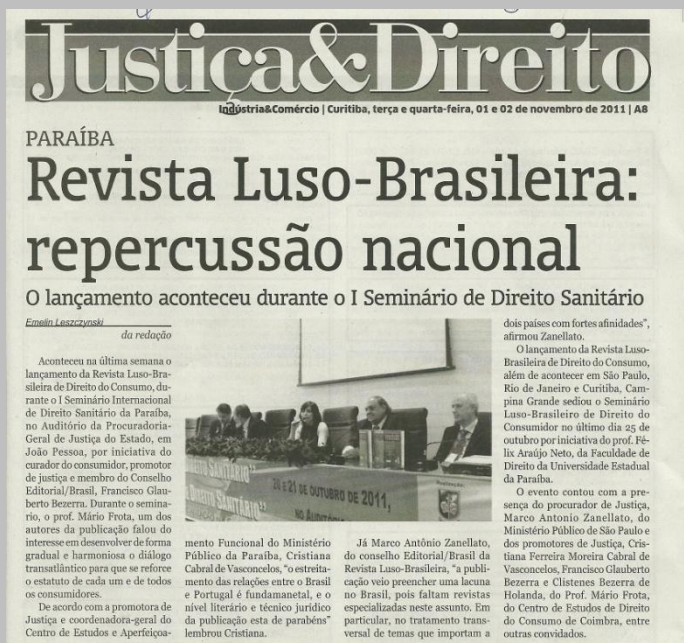 Justiça&Direito
Indústria&Comércio | Curitiba, terça e quarta-feira, 01 e 02 de novembro de 2011 | A8
PARAÍBA
Revista Luso-Brasileira:
repercussão nacional
O lançamento aconteceu durante o I Seminário de Direito Sanitário
Emelin Leszczynski
da redação
Aconteceu na última semana o
lançamento da Revista Luso-Bra-
sileira de Direito do Consumo, du-
rante o I Seminário Internacional
de Direito Sanitário da Paraíba,
no Auditório da Procuradoria-
Geral de Justiça do Estado, em
João Pessoa, por iniciativa do
curador do consumidor, promotor
de justiça e membro do Conselho
Editorial/Brasil, Francisco Glau-
berto Bezerra. Durante o semina-
rio, o prof. Mário Frota, um dos
autores da publicação falou do
interesse em desenvolver de forma
gradual e harmoniosa o diálogo
transatlântico para que se reforce
o estatuto de cada um e de todos
os consumidores.
De acordo com a promotora de
Justiça e coordenadora-geral do
Centro de Estudos e Aperfeiçoa-
SANITÁRIO"
DIREITO SANITÁRIO"
20 e 21 DE OUTUBRO DE 2011,
NO AUDITÓRIO
mento Funcional do Ministério
Público da Paraíba, Cristiana
Cabral de Vasconcelos, "o estreita-
mento das relações entre o Brasil
e Portugal é fundamanetal, e o
nível literário e técnico jurídico
da publicação esta de parabéns"
lembrou Cristiana.
Já Marco Antônio Zanellato,
do conselho Editorial/Brasil da
Revista Luso-Brasileira, "a publi-
cação veio preencher uma lacuna
no Brasil, pois faltam revistas
especializadas neste assunto. Em
particular, no tratamento trans-
versal de temas que importam a
dois países com fortes afinidades",
afirmou Zanellato.
O lançamento da Revista Luso-
Brasileira de Direito do Consumo,
além de acontecer em São Paulo,
Rio de Janeiro e Curitiba, Cam-
pina Grande sediou o Seminário
Luso-Brasileiro de Direito do
Consumidor no último dia 25 de
outubro por iniciativa do prof. Fé-
lix Araújo Neto, da Faculdade de
Direito da Universidade Estadual
da Paraíba.
O evento contou com a pre-
sença do procurador de Justiça,
Marco Antonio Zanellato, do
Ministério Público de São Paulo e
dos promotores de Justiça, Cris-
tiana Ferreira Moreira Cabral de
Vasconcelos, Francisco Glauberto
Bezerra e Clístenes Bezerra de
Holanda, do Prof. Mário Frota,
do Centro de Estudos de Direito
do Consumo de Coimbra, entre
outras convidados.